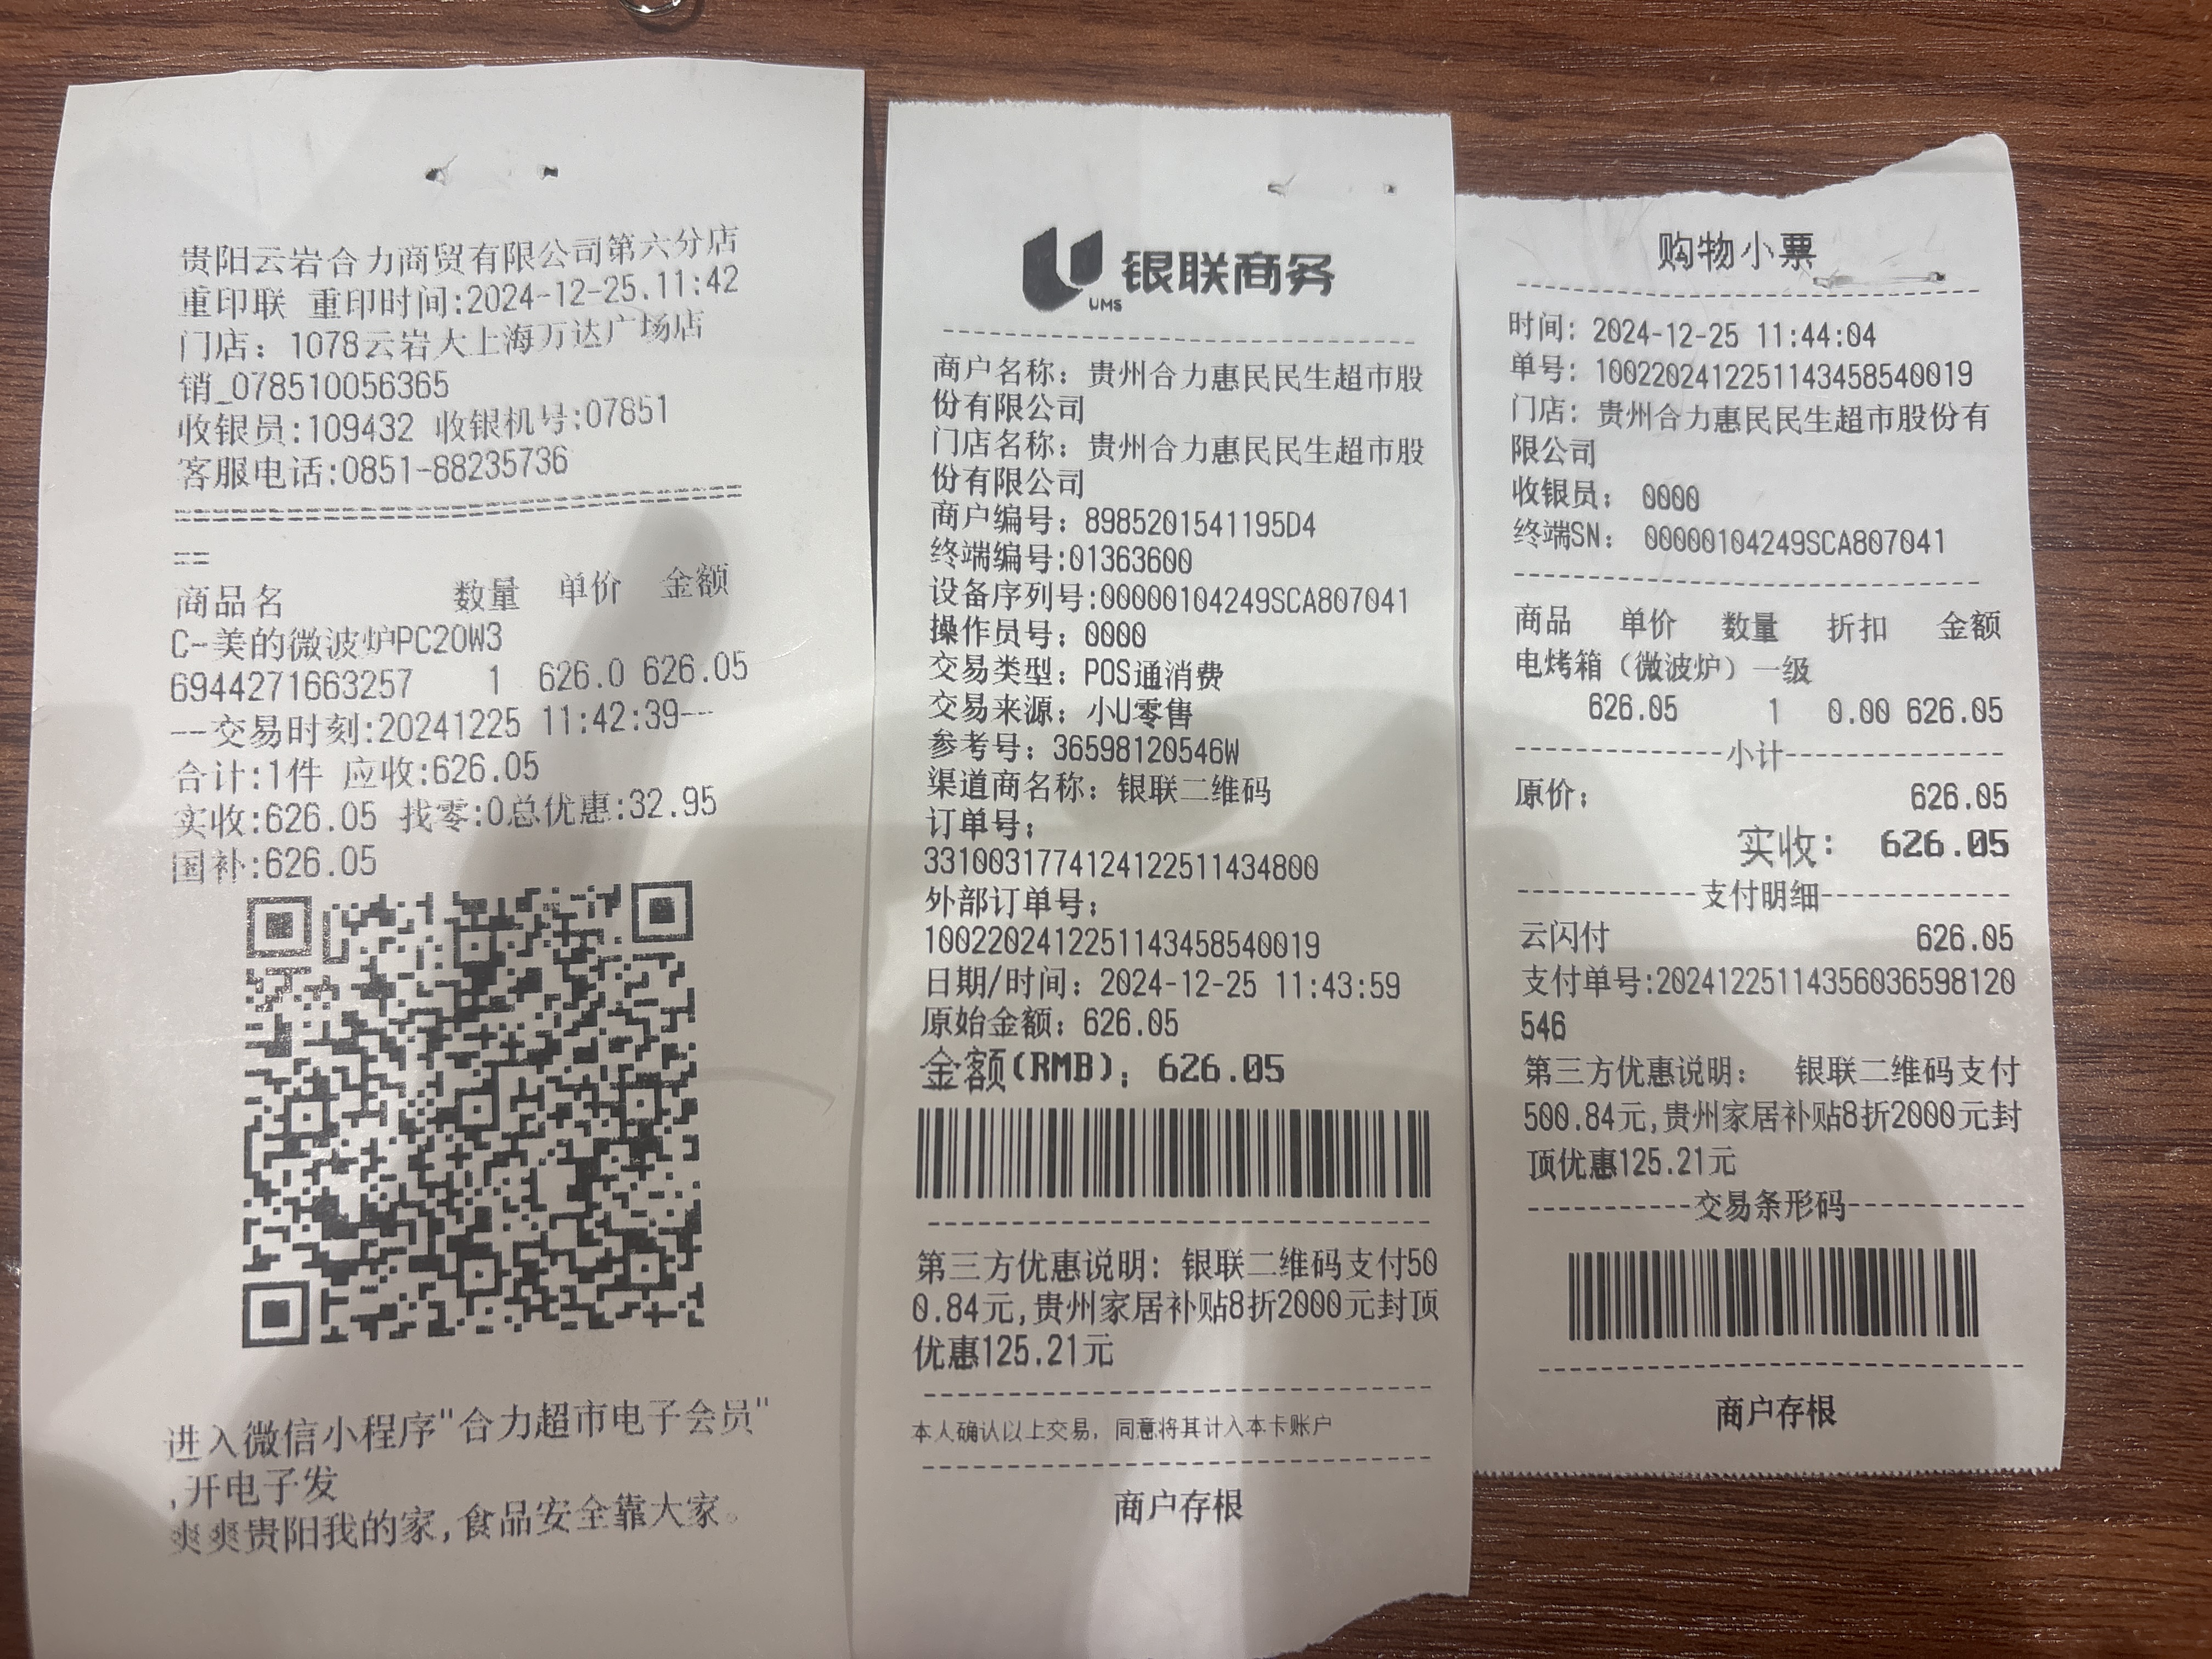 贵阳云岩合力商贸有限公司第六分店
重印联 重印时间:2024-12-25.11:42
门店：1078云岩大上海万达广场店
销_078510056365
收银员:109432 收银机号:07851
客服电话:0851-88235736
================================
==
商品名 数量 单价 金额
C-美的微波炉PC20W3
6944271663257 1 626.0 626.05
--交易时刻:20241225 11:42:39---
合计:1件 应收:626.05
实收:626.05 找零:0总优惠:32.95
国补:626.05
进入微信小程序"合力超市电子会员"
,开电子发
爽爽贵阳我的家,食品安全靠大家。
UMS 银联商务
商户名称：贵州合力惠民民生超市股
份有限公司
门店名称：贵州合力惠民民生超市股
份有限公司
商户编号：8985201541195D4
终端编号:01363600
设备序列号:00000104249SCA807041
操作员号：0000
交易类型：POS通消费
交易来源：小U零售
参考号：36598120546W
渠道商名称：银联二维码
订单号：
33100317741241225114348​00
外部订单号：
1002202412251143458540019
日期/时间：2024-12-25 11:43:59
原始金额：626.05
金额(RMB)：626.05
第三方优惠说明：银联二维码支付50
0.84元,贵州家居补贴8折2000元封顶
优惠125.21元
本人确认以上交易，同意将其计入本卡账户
商户存根
购物小票
时间：2024-12-25 11:44:04
单号：1002202412251143458540019
门店：贵州合力惠民民生超市股份有
限公司
收银员： 0000
终端SN： 00000104249SCA807041
商品 单价 数量 折扣 金额
电烤箱（微波炉）一级
626.05 1 0.00 626.05
-------------小计-------------
原价： 626.05
实收： 626.05
-----------支付明细-----------
云闪付 626.05
支付单号:202412251143560365981​20
546
第三方优惠说明： 银联二维码支付
500.84元,贵州家居补贴8折2000元封
顶优惠125.21元
----------交易条形码----------
商户存根